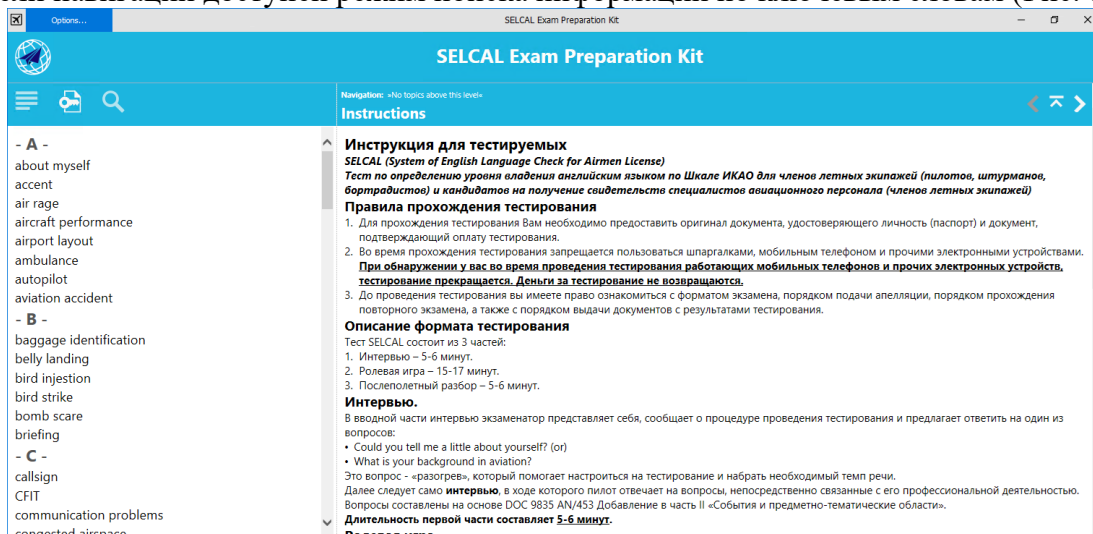 навигации доступен режим поиска информации по ключевым словам (Рис.
Options...
SELCAL Exam Preparation Kit
SELCAL Exam Preparation Kit
Navigation: »No topics above this level«
Instructions
- A -
about myself
accent
air rage
aircraft performance
airport layout
ambulance
autopilot
aviation accident
- B -
baggage identification
belly landing
bird injestion
bird strike
bomb scare
briefing
- C -
callsign
CFIT
communication problems
congested airspace
Инструкция для тестируемых
SELCAL (System of English Language Check for Airmen License)
Тест по определению уровня владения английским языком по Шкале ИКАО для членов летных экипажей (пилотов, штурманов,
бортрадистов) и кандидатов на получение свидетельств специалистов авиационного персонала (членов летных экипажей)
Правила прохождения тестирования
1. Для прохождения тестирования Вам необходимо предоставить оригинал документа, удостоверяющего личность (паспорт) и документ,
подтверждающий оплату тестирования.
2. Во время прохождения тестирования запрещается пользоваться шпаргалками, мобильным телефоном и прочими электронными устройствами.
При обнаружении у вас во время проведения тестирования работающих мобильных телефонов и прочих электронных устройств,
тестирование прекращается. Деньги за тестирование не возвращаются.
3. До проведения тестирования вы имеете право ознакомиться с форматом экзамена, порядком подачи апелляции, порядком прохождения
повторного экзамена, а также с порядком выдачи документов с результатами тестирования.
Описание формата тестирования
Тест SELCAL состоит из 3 частей:
1. Интервью – 5-6 минут.
2. Ролевая игра – 15-17 минут.
3. Послеполетный разбор – 5-6 минут.
Интервью.
В вводной части интервью экзаменатор представляет себя, сообщает о процедуре проведения тестирования и предлагает ответить на один из
вопросов:
• Could you tell me a little about yourself? (or)
• What is your background in aviation?
Это вопрос - «разогрев», который помогает настроиться на тестирование и набрать необходимый темп речи.
Далее следует само интервью, в ходе которого пилот отвечает на вопросы, непосредственно связанные с его профессиональной деятельностью.
Вопросы составлены на основе DOC 9835 AN/453 Добавление в часть II «События и предметно-тематические области».
Длительность первой части составляет 5-6 минут.
Ролевая игра